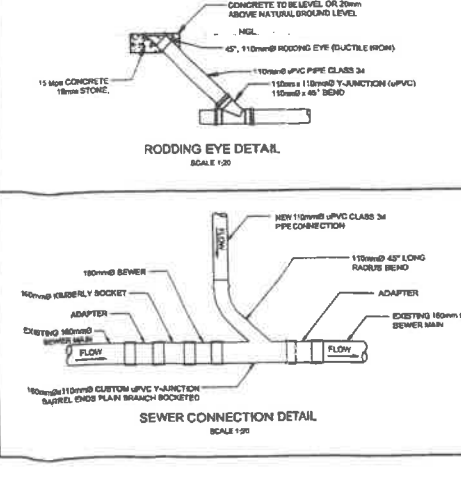 CONCRETE TO BE LEVEL OR 20mm
ABOVE NATURAL GROUND LEVEL
NGL
45°, 110mmØ RODDING EYE (DUCTILE IRON)
110mmØ uPVC PIPE CLASS 34
15 Mpa CONCRETE
19mm STONE.
110mmØ x 110mmØ Y-JUNCTION (uPVC)
110mmØ x 45° BEND
RODDING EYE DETAIL
SCALE 1:20
NEW 110mmØ uPVC CLASS 34
PIPE CONNECTION
FLOW
110mmØ 45° LONG
RADIUS BEND
160mmØ SEWER
160mmØ KIMBERLY SOCKET
ADAPTER
ADAPTER
EXISTING 160mmØ
SEWER MAIN
EXISTING 160mm
SEWER MAIN
FLOW
FLOW
160mmØx110mmØ CUSTOM uPVC Y-JUNCTION
BARREL ENDS PLAIN BRANCH SOCKETED
SEWER CONNECTION DETAIL
SCALE 1:20